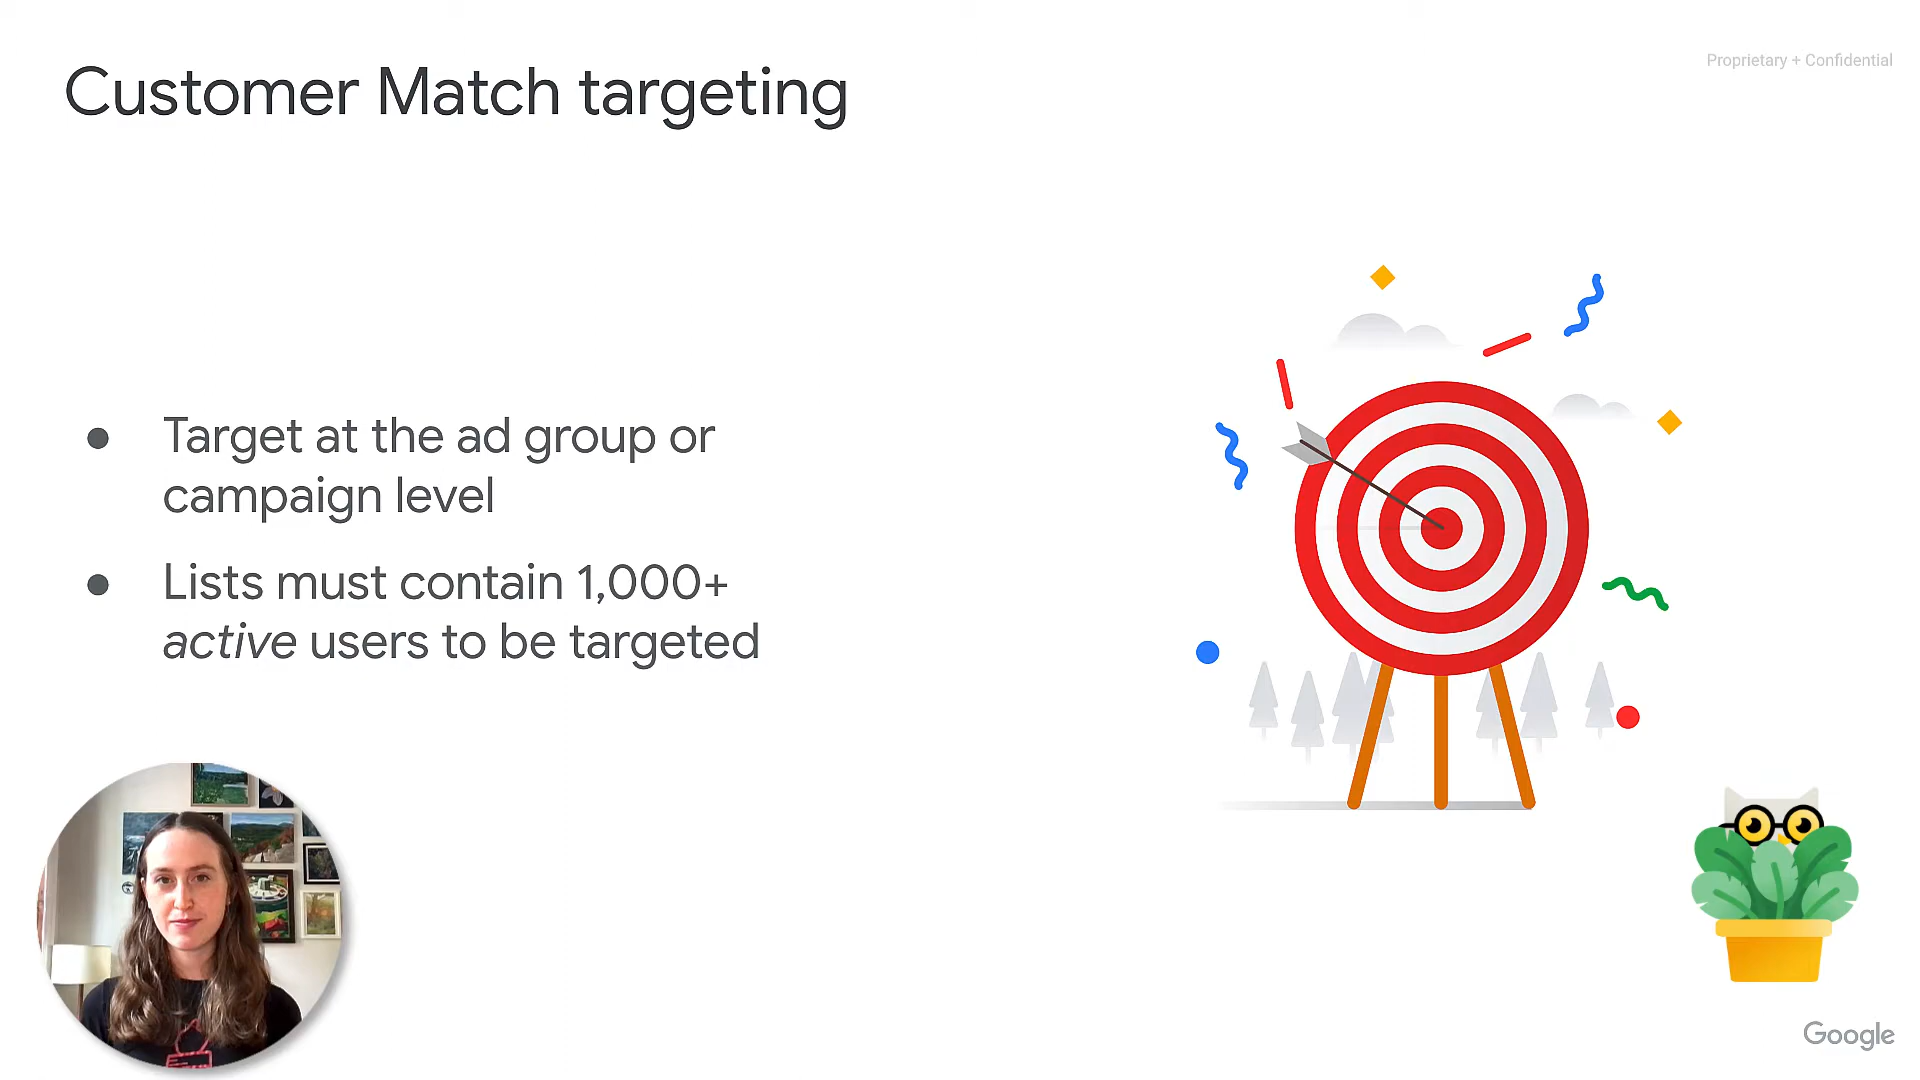 Customer Match targeting
Proprietary + Confidential
● Target at the ad group or
campaign level
● Lists must contain 1,000+
active users to be targeted
Google